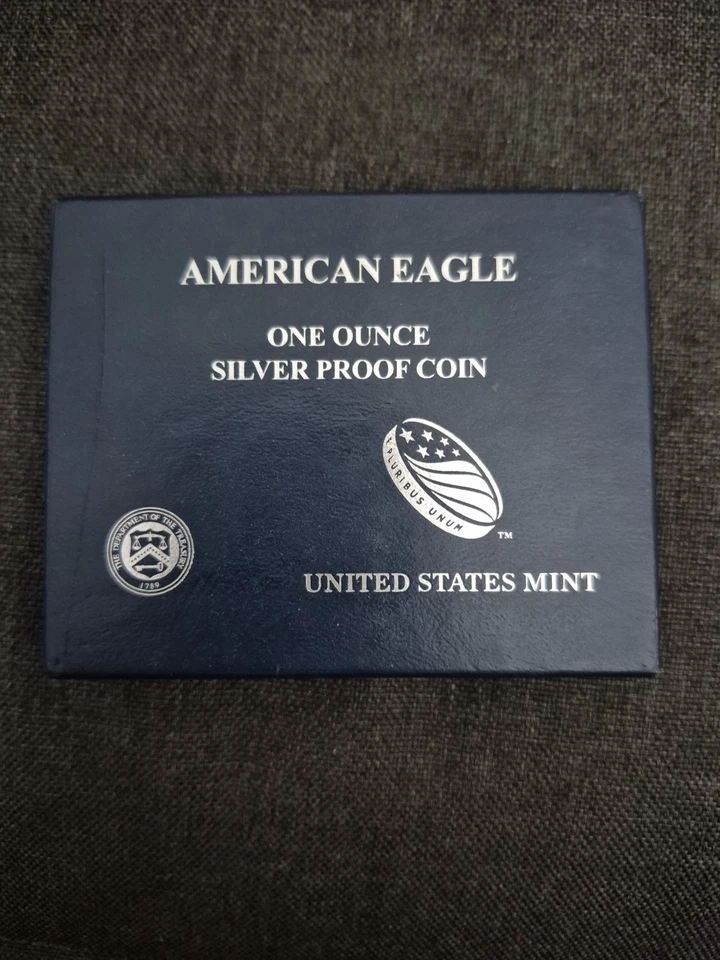 AMERICAN EAGLE
ONE OUNCE
SILVER PROOF COIN
E PLURIBUS UNUM
TM
THE DEPARTMENT OF THE TREASURY
1789
UNITED STATES MINT